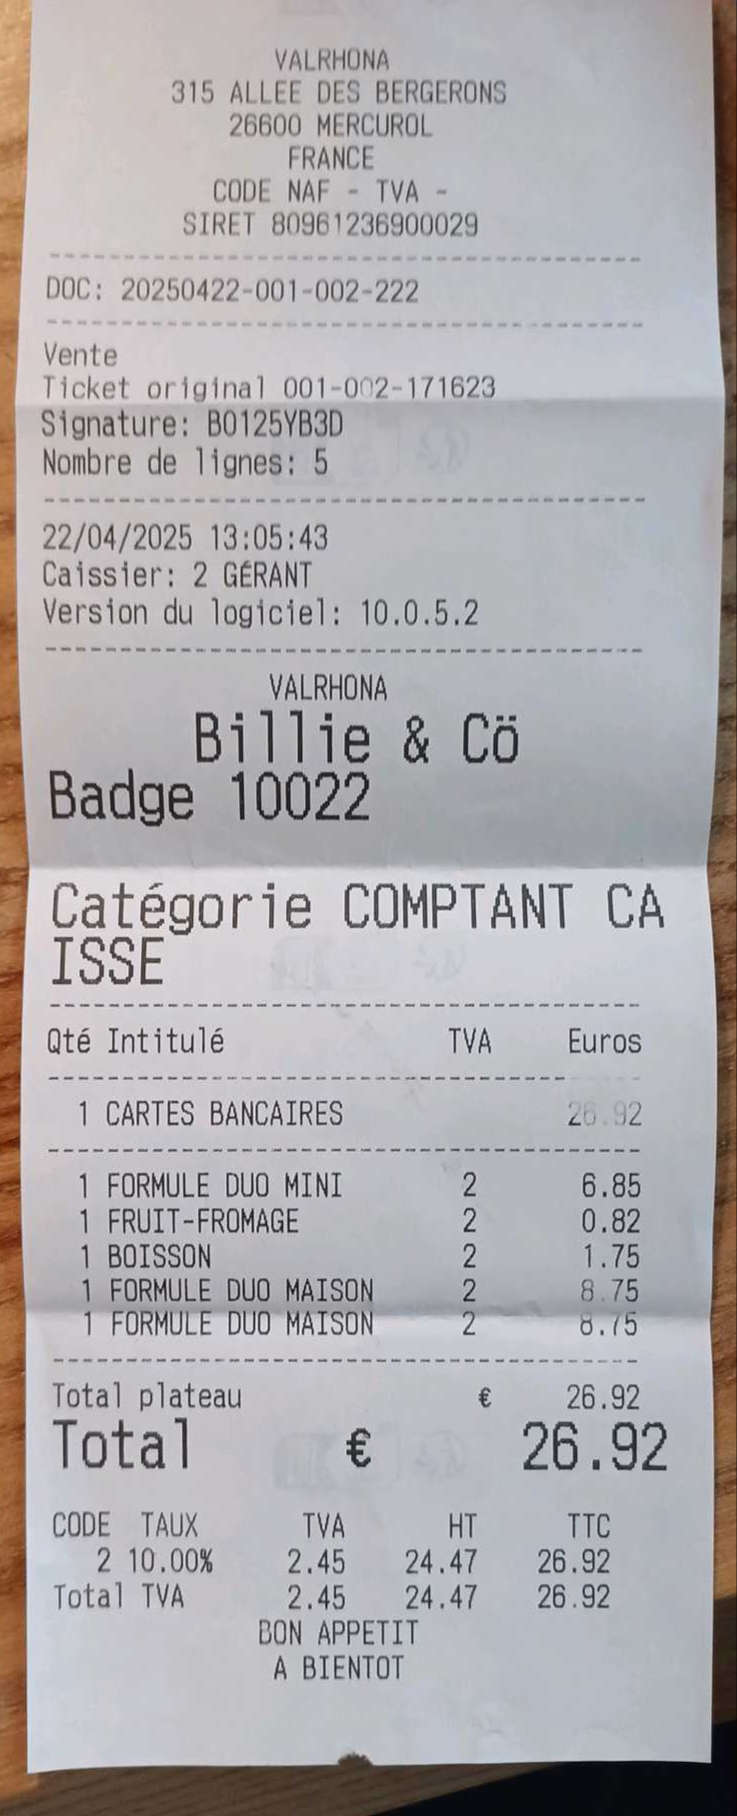 VALRHONA
315 ALLEE DES BERGERONS
26600 MERCUROL
FRANCE
CODE NAF - TVA -
SIRET 80961236900029
DOC: 20250422-001-002-222
Vente
Ticket original 001-002-171623
Signature: B0125YB3D
Nombre de lignes: 5
22/04/2025 13:05:43
Caissier: 2 GÉRANT
Version du logiciel: 10.0.5.2
VALRHONA
Billie & Cö
Badge 10022
Catégorie COMPTANT CA
ISSE
Qté Intitulé TVA Euros
1 CARTES BANCAIRES 26.92
1 FORMULE DUO MINI 2 6.85
1 FRUIT-FROMAGE 2 0.82
1 BOISSON 2 1.75
1 FORMULE DUO MAISON 2 8.75
1 FORMULE DUO MAISON 2 8.75
Total plateau € 26.92
Total € 26.92
CODE TAUX TVA HT TTC
2 10.00% 2.45 24.47 26.92
Total TVA 2.45 24.47 26.92
BON APPETIT
A BIENTOT